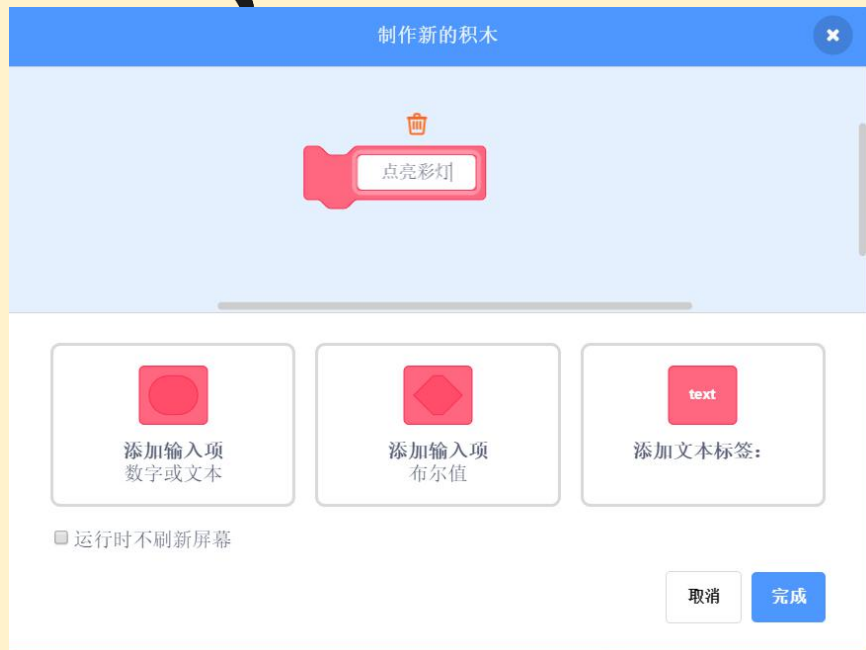 制作新的积木
点亮彩灯
text
添加输入项
数字或文本
添加输入项
布尔值
添加文本标签：
运行时不刷新屏幕
取消
完成